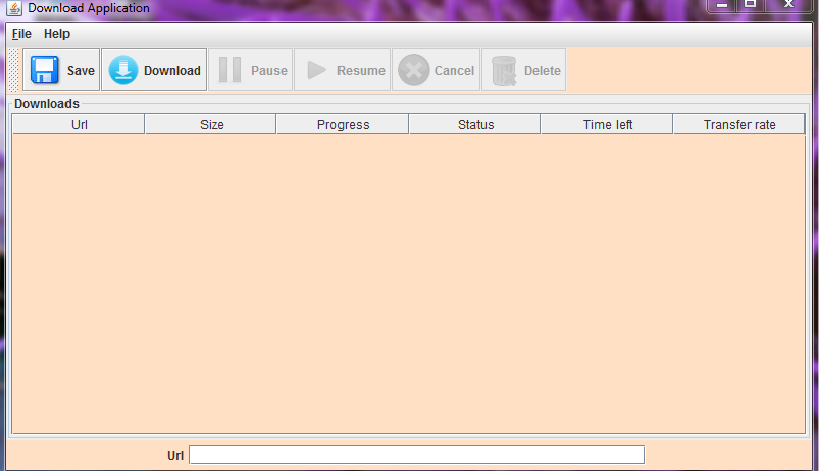 Download Application
File Help
Save Download Pause Resume Cancel Delete
Downloads
Url Size Progress Status Time left Transfer rate
Url